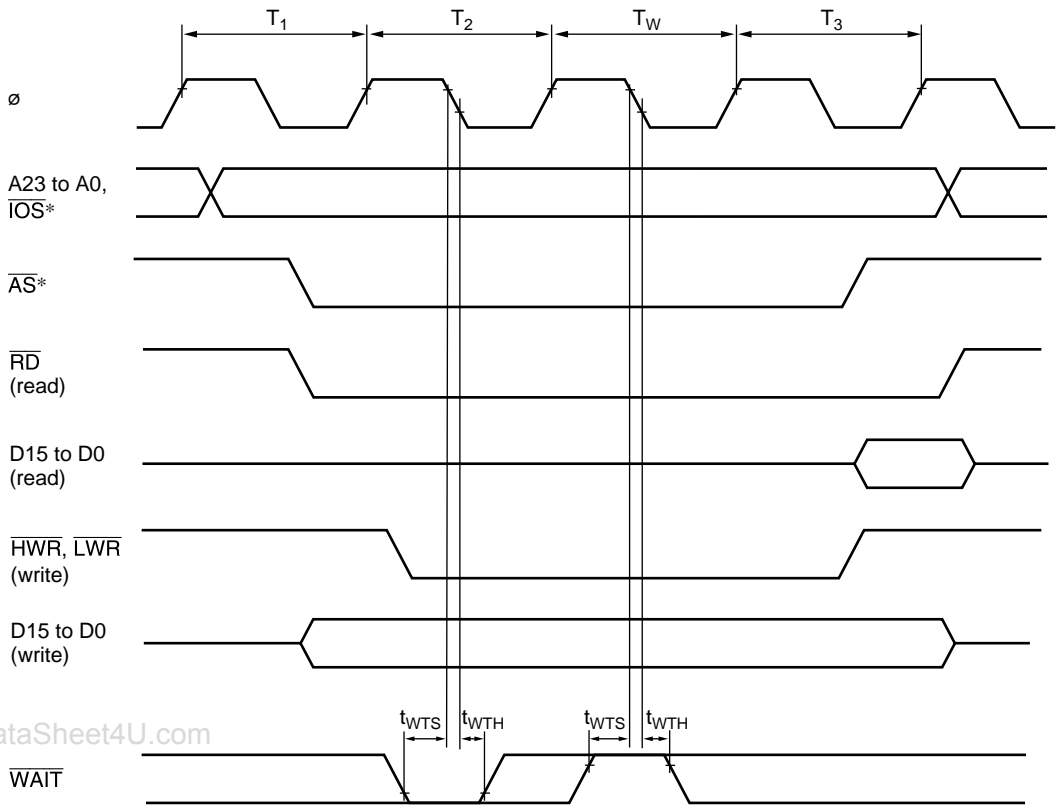 T1 T2 TW T3
ø
A23 to A0,
IOS*
AS*
RD
(read)
D15 to D0
(read)
HWR, LWR
(write)
D15 to D0
(write)
tWTS tWTH tWTS tWTH
ataSheet4U.com
WAIT